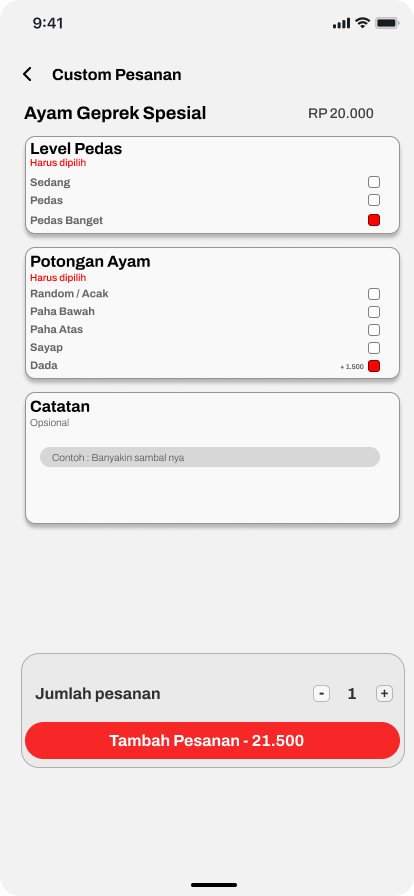 9:41
Custom Pesanan
Ayam Geprek Spesial RP 20.000
Level Pedas
Harus dipilih
Sedang
Pedas
Pedas Banget
Potongan Ayam
Harus dipilih
Random / Acak
Paha Bawah
Paha Atas
Sayap
Dada + 1.500
Catatan
Opsional
Contoh : Banyakin sambal nya
Jumlah pesanan - 1 +
Tambah Pesanan - 21.500